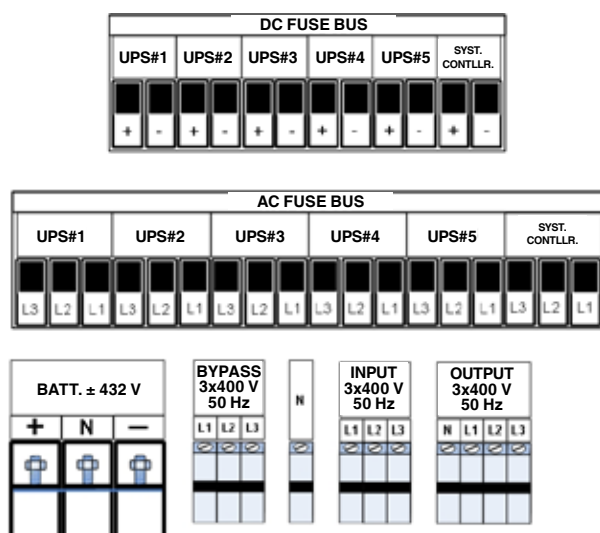 DC FUSE BUS
UPS#1 UPS#2 UPS#3 UPS#4 UPS#5 SYST. CONTLLR.
+ - + - + - + - + - + -
AC FUSE BUS
UPS#1 UPS#2 UPS#3 UPS#4 UPS#5 SYST. CONTLLR.
L3 L2 L1 L3 L2 L1 L3 L2 L1 L3 L2 L1 L3 L2 L1 L3 L2 L1
BATT. ± 432 V
+ N −
BYPASS
3x400 V
50 Hz
L1 L2 L3
N
INPUT
3x400 V
50 Hz
L1 L2 L3
OUTPUT
3x400 V
50 Hz
N L1 L2 L3